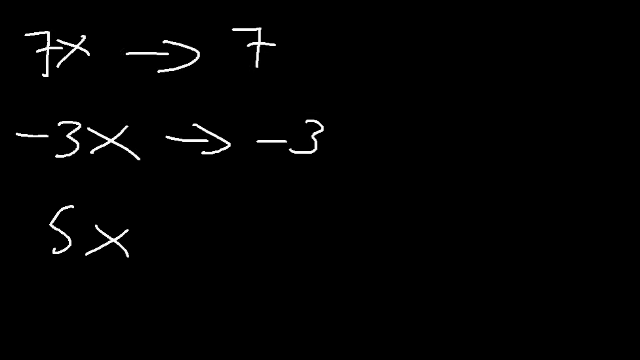 7x → 7
-3x → -3
5x